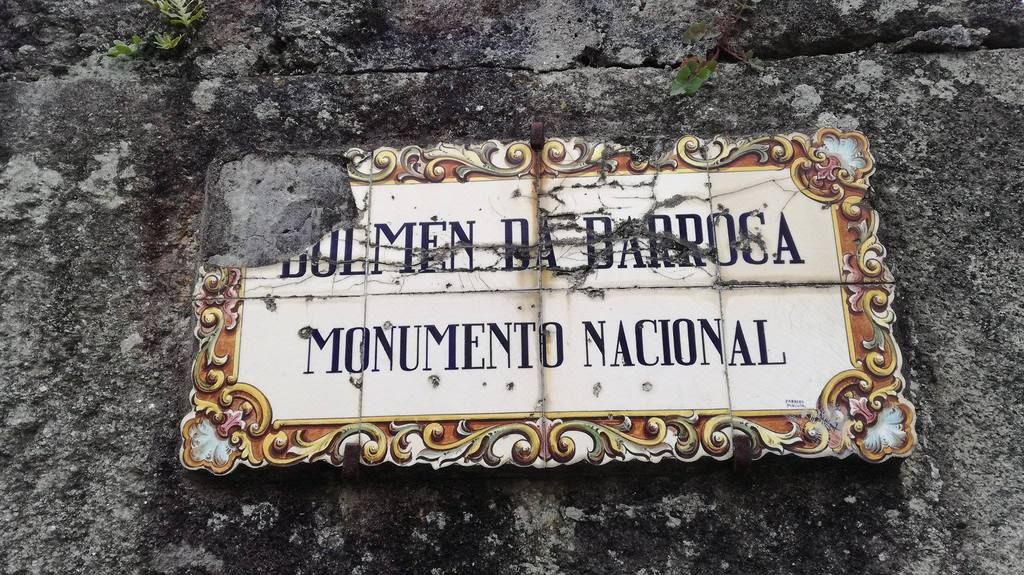 DOLMEN DA BARROSA
MONUMENTO NACIONAL